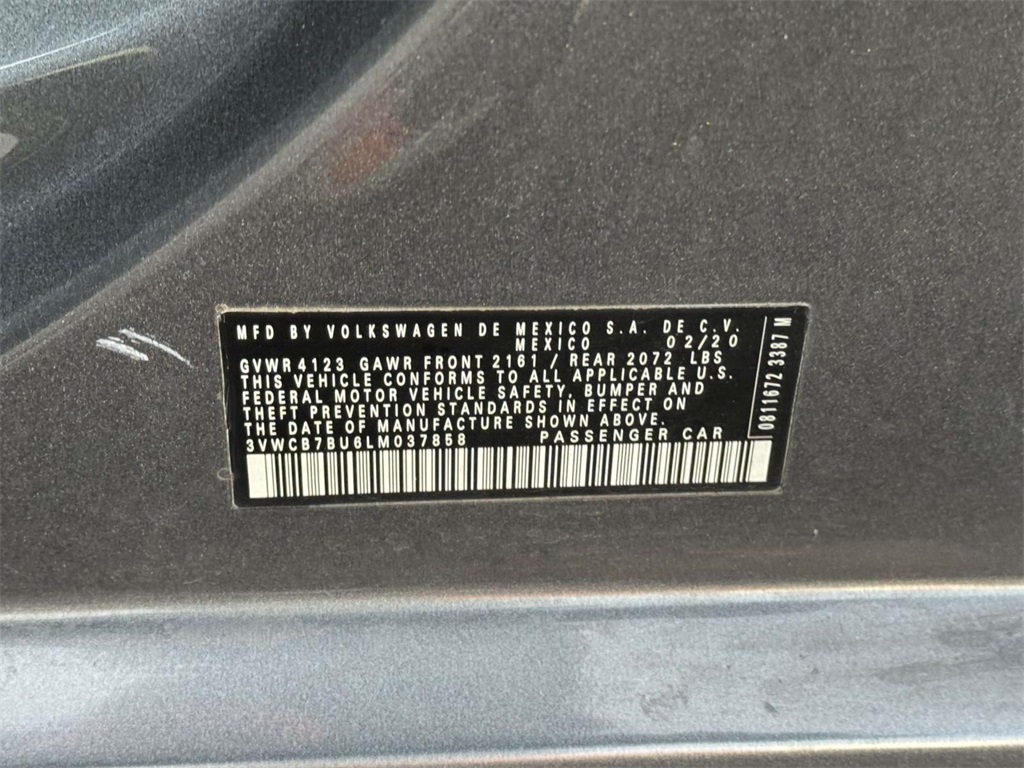 MFD BY VOLKSWAGEN DE MEXICO S.A. DE C.V.
MEXICO 02/20
GVWR 4123 GAWR FRONT 2161 / REAR 2072 LBS
THIS VEHICLE CONFORMS TO ALL APPLICABLE U.S.
FEDERAL MOTOR VEHICLE SAFETY, BUMPER AND
THEFT PREVENTION STANDARDS IN EFFECT ON
THE DATE OF MANUFACTURE SHOWN ABOVE.
3VWCB7BU6LM037858 PASSENGER CAR
0811672 3387 M